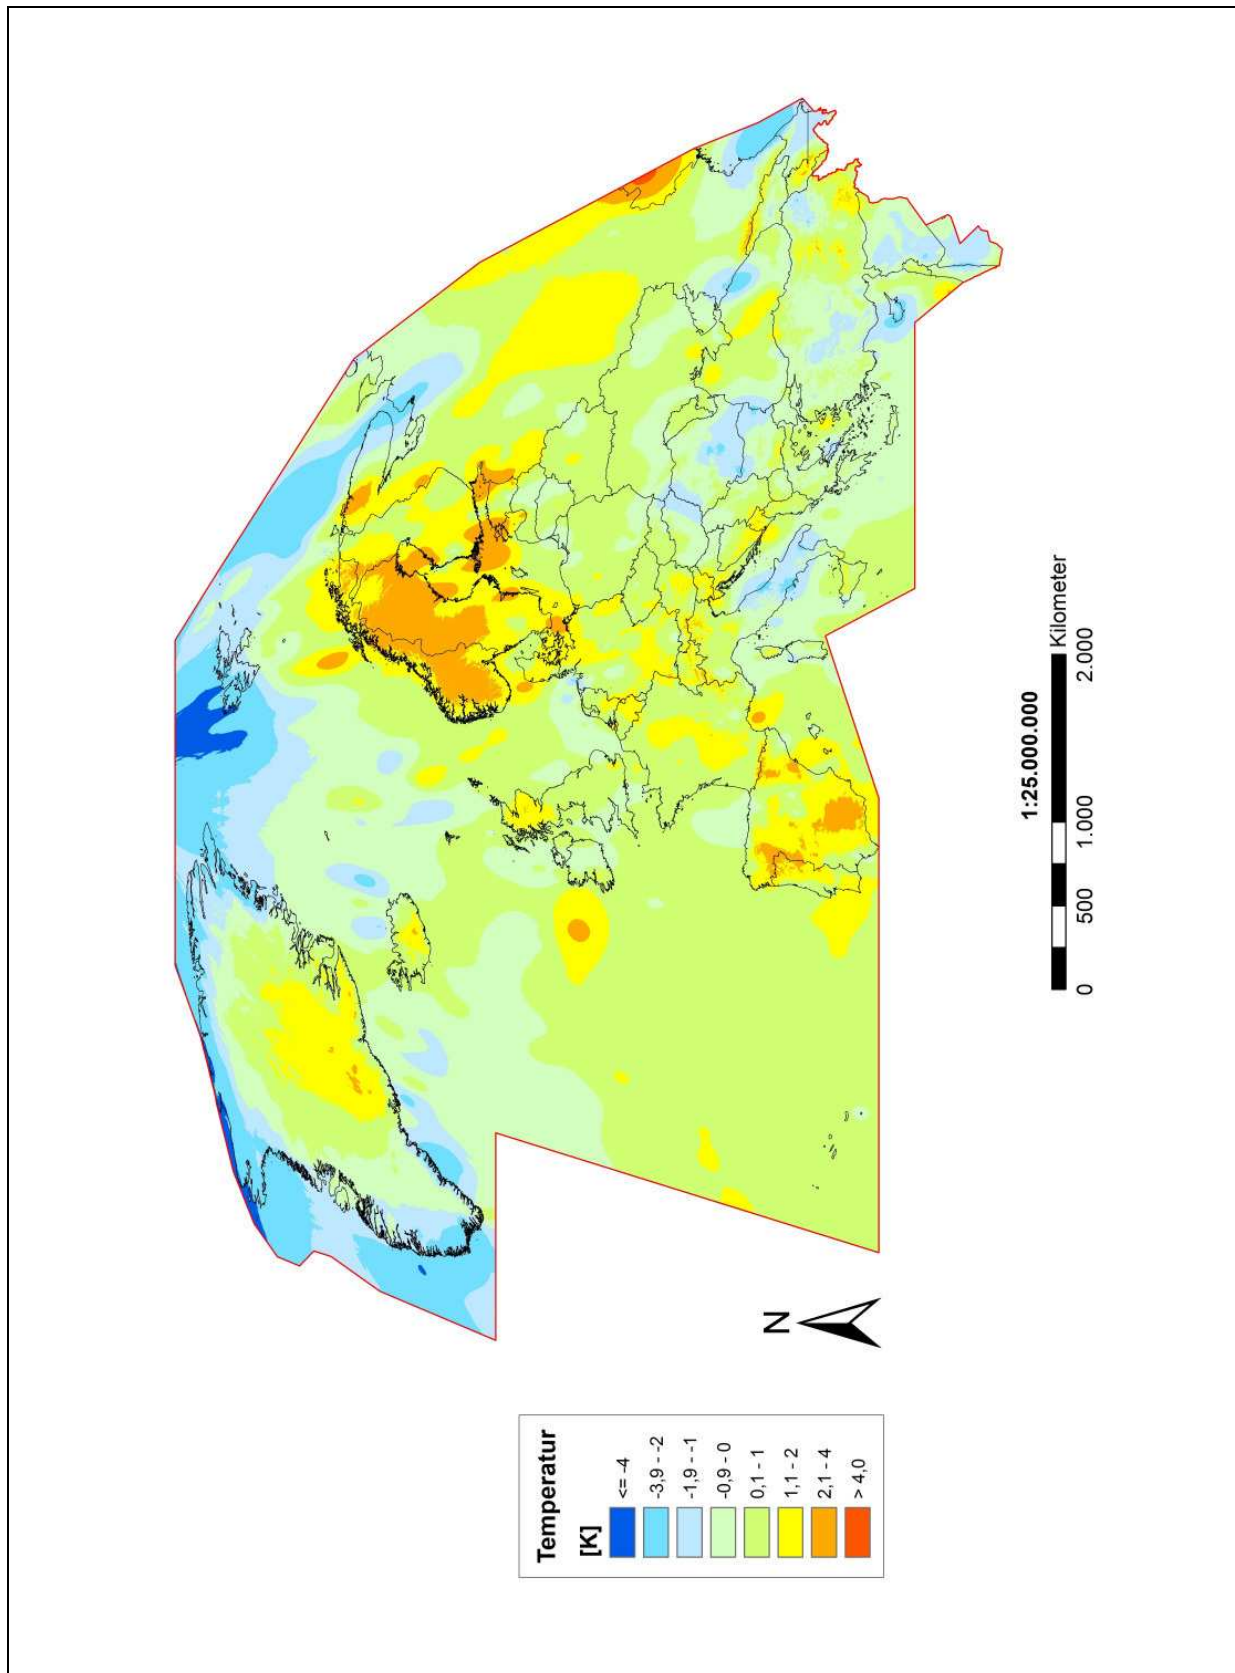 Temperatur
[K]
<= -4
-3,9 - -2
-1,9 - -1
-0,9 - 0
0,1 - 1
1,1 - 2
2,1 - 4
> 4,0
N
1:25.000.000
0 500 1.000 2.000
Kilometer